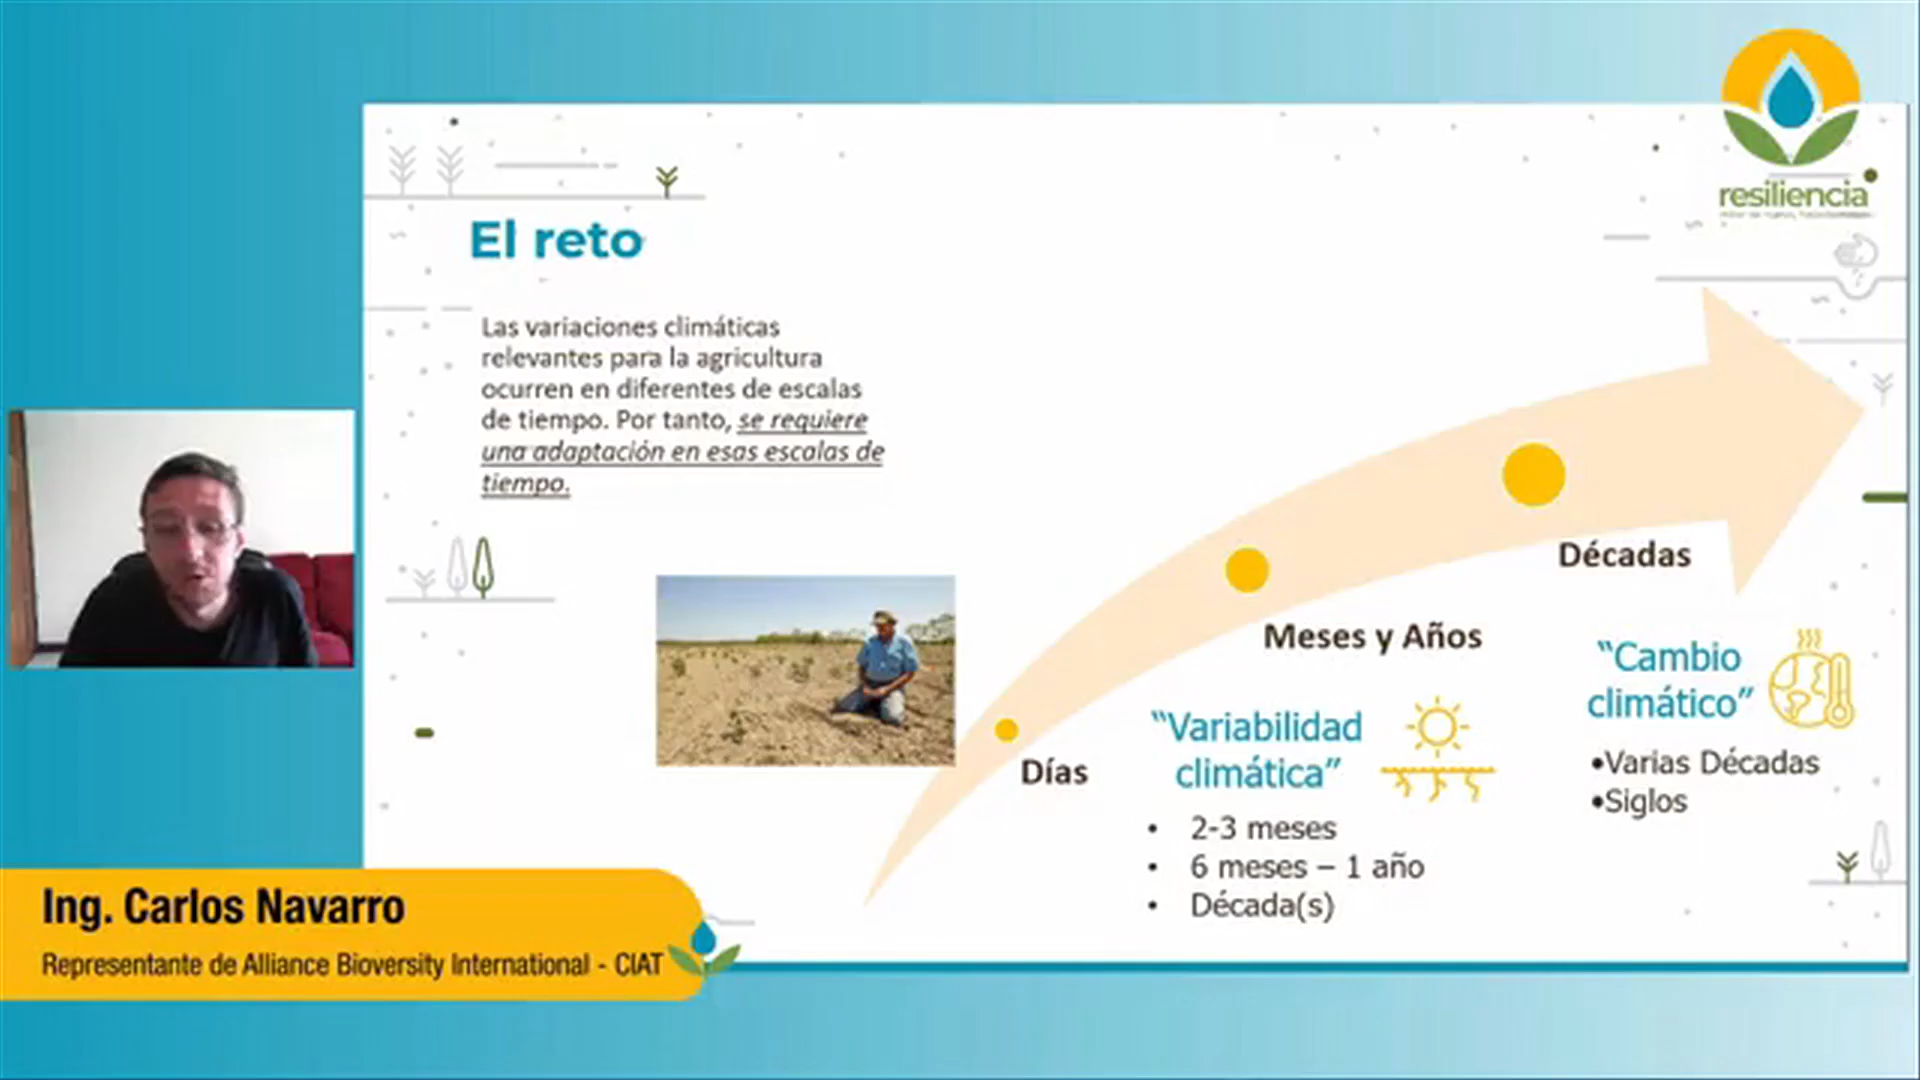 resiliencia
El reto
Las variaciones climáticas
relevantes para la agricultura
ocurren en diferentes de escalas
de tiempo. Por tanto, se requiere
una adaptación en esas escalas de
tiempo.
Décadas
Meses y Años
Días
“Cambio
climático”
•Varias Décadas
•Siglos
“Variabilidad
climática”
• 2-3 meses
• 6 meses – 1 año
• Década(s)
Ing. Carlos Navarro
Representante de Alliance Bioversity International - CIAT